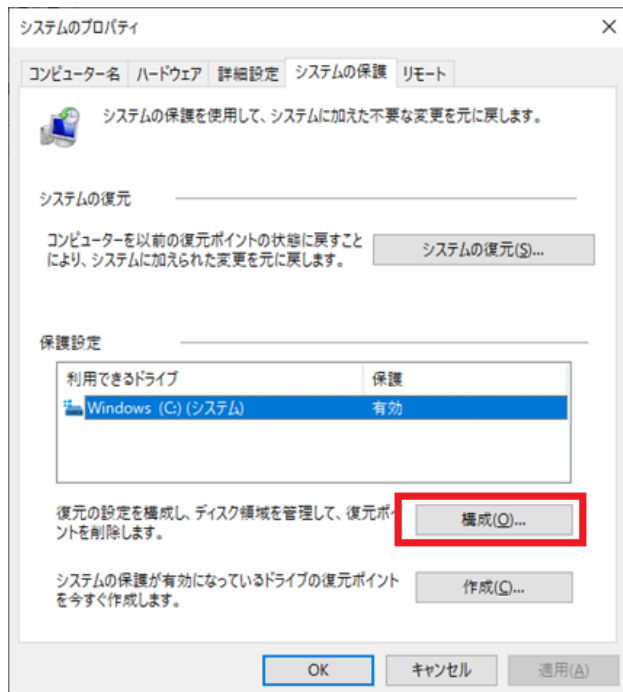 システムのプロパティ
コンピューター名 ハードウェア 詳細設定 システムの保護 リモート
システムの保護を使用して、システムに加えた不要な変更を元に戻します。
システムの復元
コンピューターを以前の復元ポイントの状態に戻すこと
により、システムに加えられた変更を元に戻します。
システムの復元(S)...
保護設定
利用できるドライブ 保護
Windows (C:) (システム) 有効
復元の設定を構成し、ディスク領域を管理して、復元ポイ
ントを削除します。
構成(O)...
システムの保護が有効になっているドライブの復元ポイント
を今すぐ作成します。
作成(C)...
OK キャンセル 適用(A)